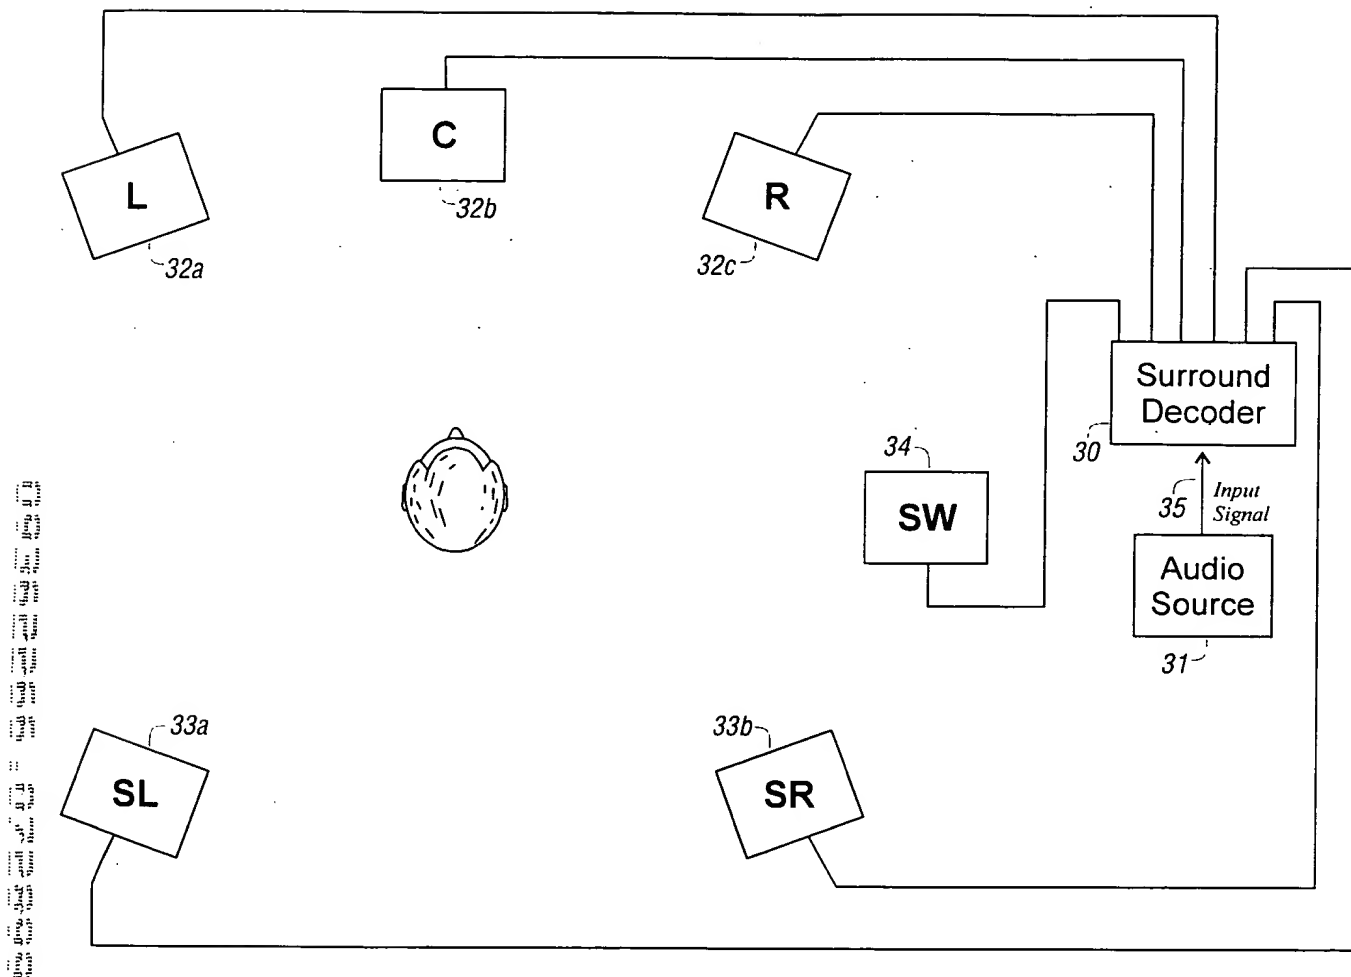 C
L
R
32b
32a
32c
Surround
Decoder
30
34
35
Input
Signal
SW
Audio
Source
31
33a
33b
SL
SR